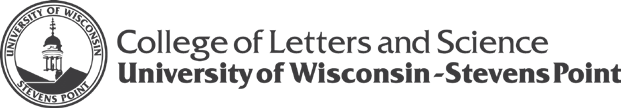 UNIVERSITY OF WISCONSIN
STEVENS POINT
College of Letters and Science
University of Wisconsin-Stevens Point